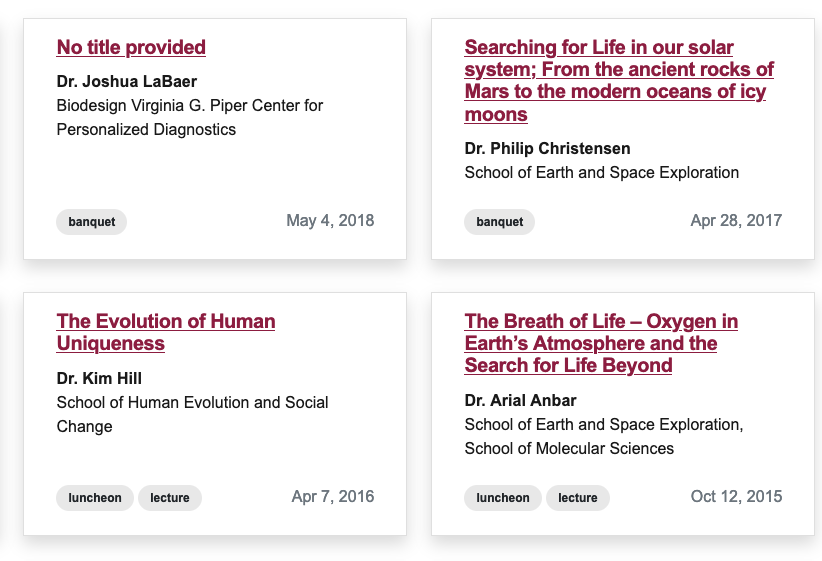 No title provided
Dr. Joshua LaBaer
Biodesign Virginia G. Piper Center for
Personalized Diagnostics
banquet
May 4, 2018
Searching for Life in our solar
system; From the ancient rocks of
Mars to the modern oceans of icy
moons
Dr. Philip Christensen
School of Earth and Space Exploration
banquet
Apr 28, 2017
The Evolution of Human
Uniqueness
Dr. Kim Hill
School of Human Evolution and Social
Change
luncheon
lecture
Apr 7, 2016
The Breath of Life – Oxygen in
Earth’s Atmosphere and the
Search for Life Beyond
Dr. Arial Anbar
School of Earth and Space Exploration,
School of Molecular Sciences
luncheon
lecture
Oct 12, 2015